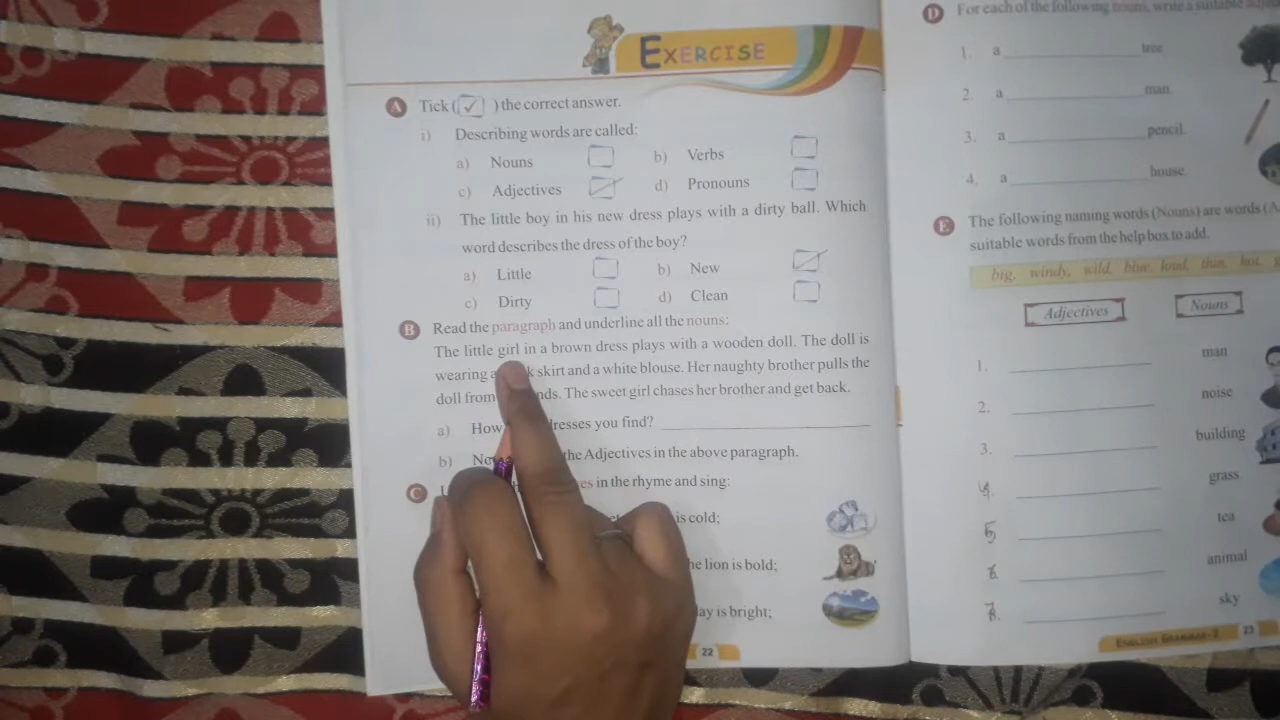 EXERCISE
A Tick ( ✓ ) the correct answer.
i) Describing words are called:
a) Nouns b) Verbs
c) Adjectives d) Pronouns
ii) The little boy in his new dress plays with a dirty ball. Which
word describes the dress of the boy?
a) Little b) New
c) Dirty d) Clean
B Read the paragraph and underline all the nouns:
The little girl in a brown dress plays with a wooden doll. The doll is
wearing a skirt and a white blouse. Her naughty brother pulls the
doll from The sweet girl chases her brother and get back.
a) How you find?
b) the Adjectives in the above paragraph.
C in the rhyme and sing:
is cold;
lion is bold;
is bright;
22
D For each of the following nouns, write a suitable
1. a tree
2. a man.
3. a pencil.
4. a house.
E The following naming words (Nouns) are words (
suitable words from the help box to add.
big, windy, wild, blue, loud, thin, hot,
Adjectives Nouns
1. man
2. noise
3. building
4. grass
5 tea
6. animal
7. sky
ENGLISH GRAMMAR-2 23